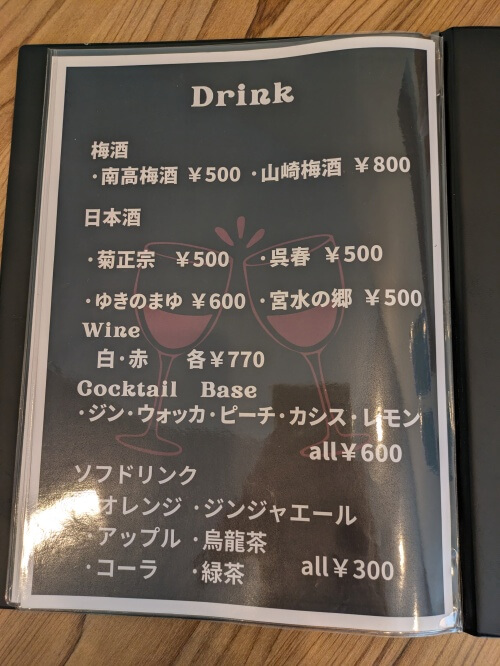 Drink
梅酒
・南高梅酒 ￥500 ・山崎梅酒 ￥800
日本酒
・菊正宗 ￥500 ・呉春 ￥500
・ゆきのまゆ ￥600 ・宮水の郷 ￥500
Wine
白・赤 各￥770
Cocktail Base
・ジン・ウォッカ・ピーチ・カシス・レモン
all￥600
ソフドリンク
オレンジ ・ジンジャエール
・アップル ・烏龍茶
・コーラ ・緑茶 all￥300